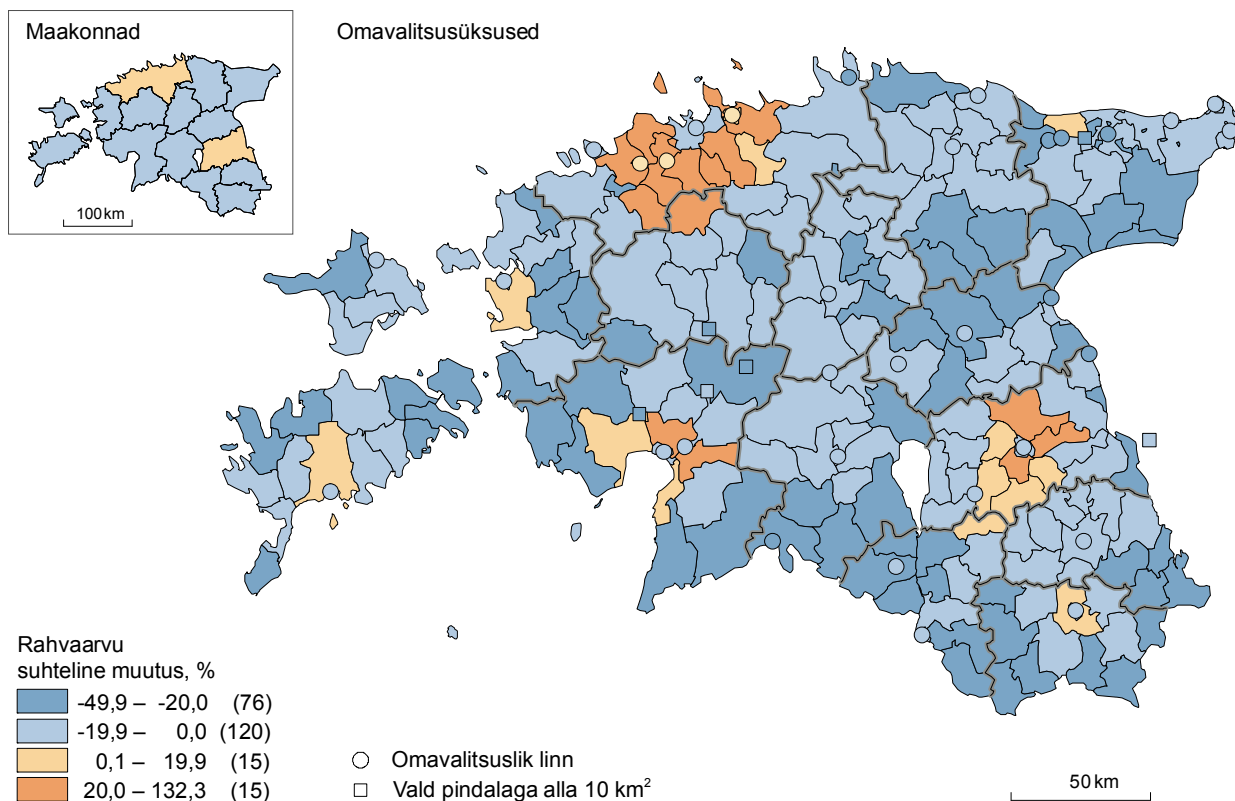 Maakonnad
100 km
Omavalitsusüksused
Rahvaarvu
suhteline muutus, %
-49,9 – -20,0 (76)
-19,9 – 0,0 (120)
0,1 – 19,9 (15)
20,0 – 132,3 (15)
Omavalitsuslik linn
Vald pindalaga alla 10 km²
50 km